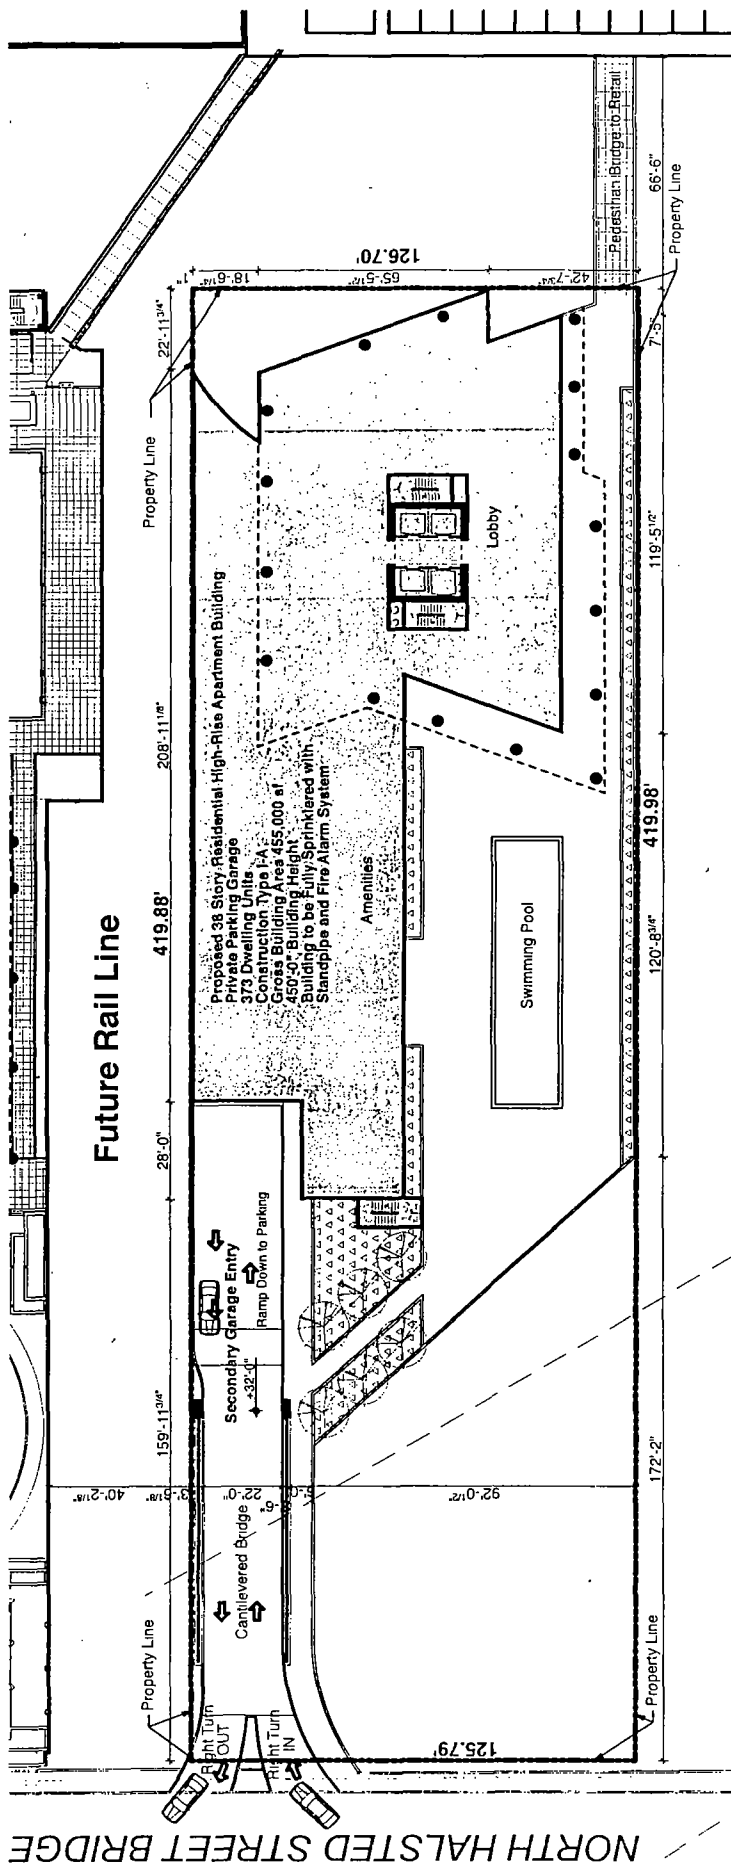 Pedestrian Bridge to Retail
66'-6"
Property Line
126.70'
1"
18'-6 1/4"
65'-5 1/2"
42'-7 3/4"
22'-11 3/4"
7'-5"
Property Line
Lobby
119'-5 1/2"
208'-11 1/8"
Proposed 38 Story Residential High-Rise Apartment Building
Private Parking Garage
373 Dwelling Units
Construction Type I-A
Gross Building Area 455,000 sf
450'-0" Building Height
Building to be Fully Sprinklered with
Standpipe and Fire Alarm System
Amenities
419.98'
419.88'
Future Rail Line
Swimming Pool
120'-8 3/4"
28'-0"
Secondary Garage Entry
Ramp Down to Parking
+32'-0"
159'-11 3/4"
172'-2"
40'-2 1/8"
3'-6 1/8"
22'-0"
92'-0 1/2"
Cantilevered Bridge
Property Line
Property Line
Right Turn
OUT
Right Turn
IN
125.79'
NORTH HALSTED STREET BRIDGE